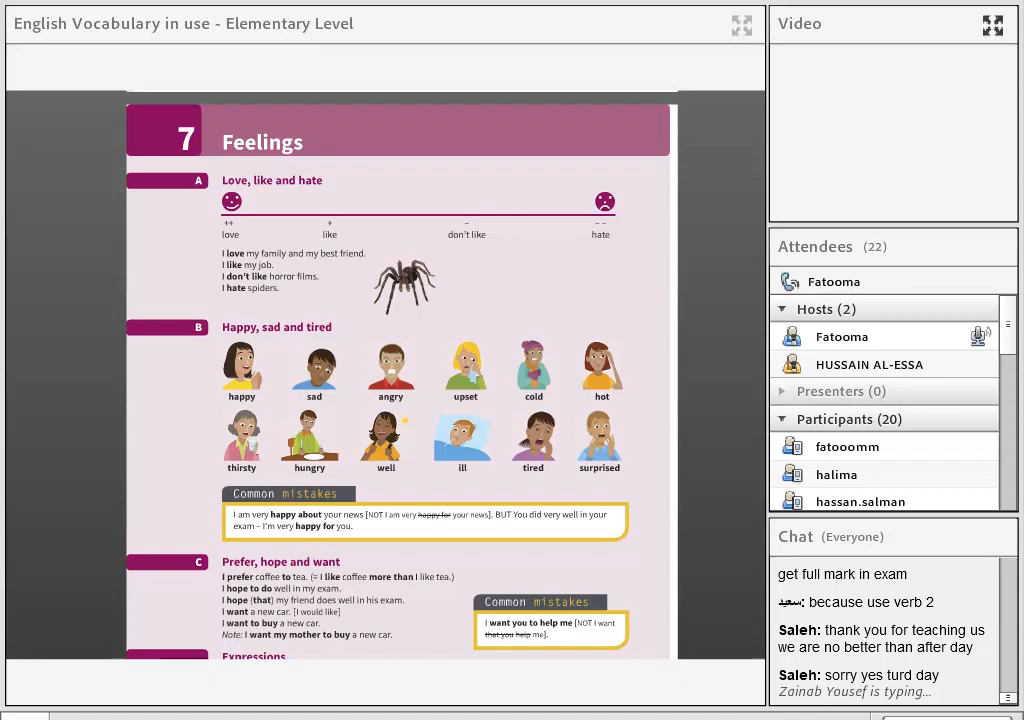 English Vocabulary in use - Elementary Level
7
Feelings
A
Love, like and hate
++
+
–
– –
love
like
don't like
hate
I love my family and my best friend.
I like my job.
I don't like horror films.
I hate spiders.
B
Happy, sad and tired
happy
sad
angry
upset
cold
hot
thirsty
hungry
well
ill
tired
surprised
Common mistakes
I am very happy about your news [NOT I am very happy for your news]. BUT You did very well in your
exam – I'm very happy for you.
C
Prefer, hope and want
I prefer coffee to tea. (= I like coffee more than I like tea.)
I hope to do well in my exam.
I hope (that) my friend does well in his exam.
I want a new car. [I would like]
I want to buy a new car.
Note: I want my mother to buy a new car.
Common mistakes
I want you to help me [NOT I want
that you help me].
Expressions
Video
Attendees (22)
Fatooma
Hosts (2)
Fatooma
HUSSAIN AL-ESSA
Presenters (0)
Participants (20)
fatooomm
halima
hassan.salman
Chat (Everyone)
get full mark in exam
سعيد: because use verb 2
Saleh: thank you for teaching us
we are no better than after day
Saleh: sorry yes turd day
Zainab Yousef is typing...